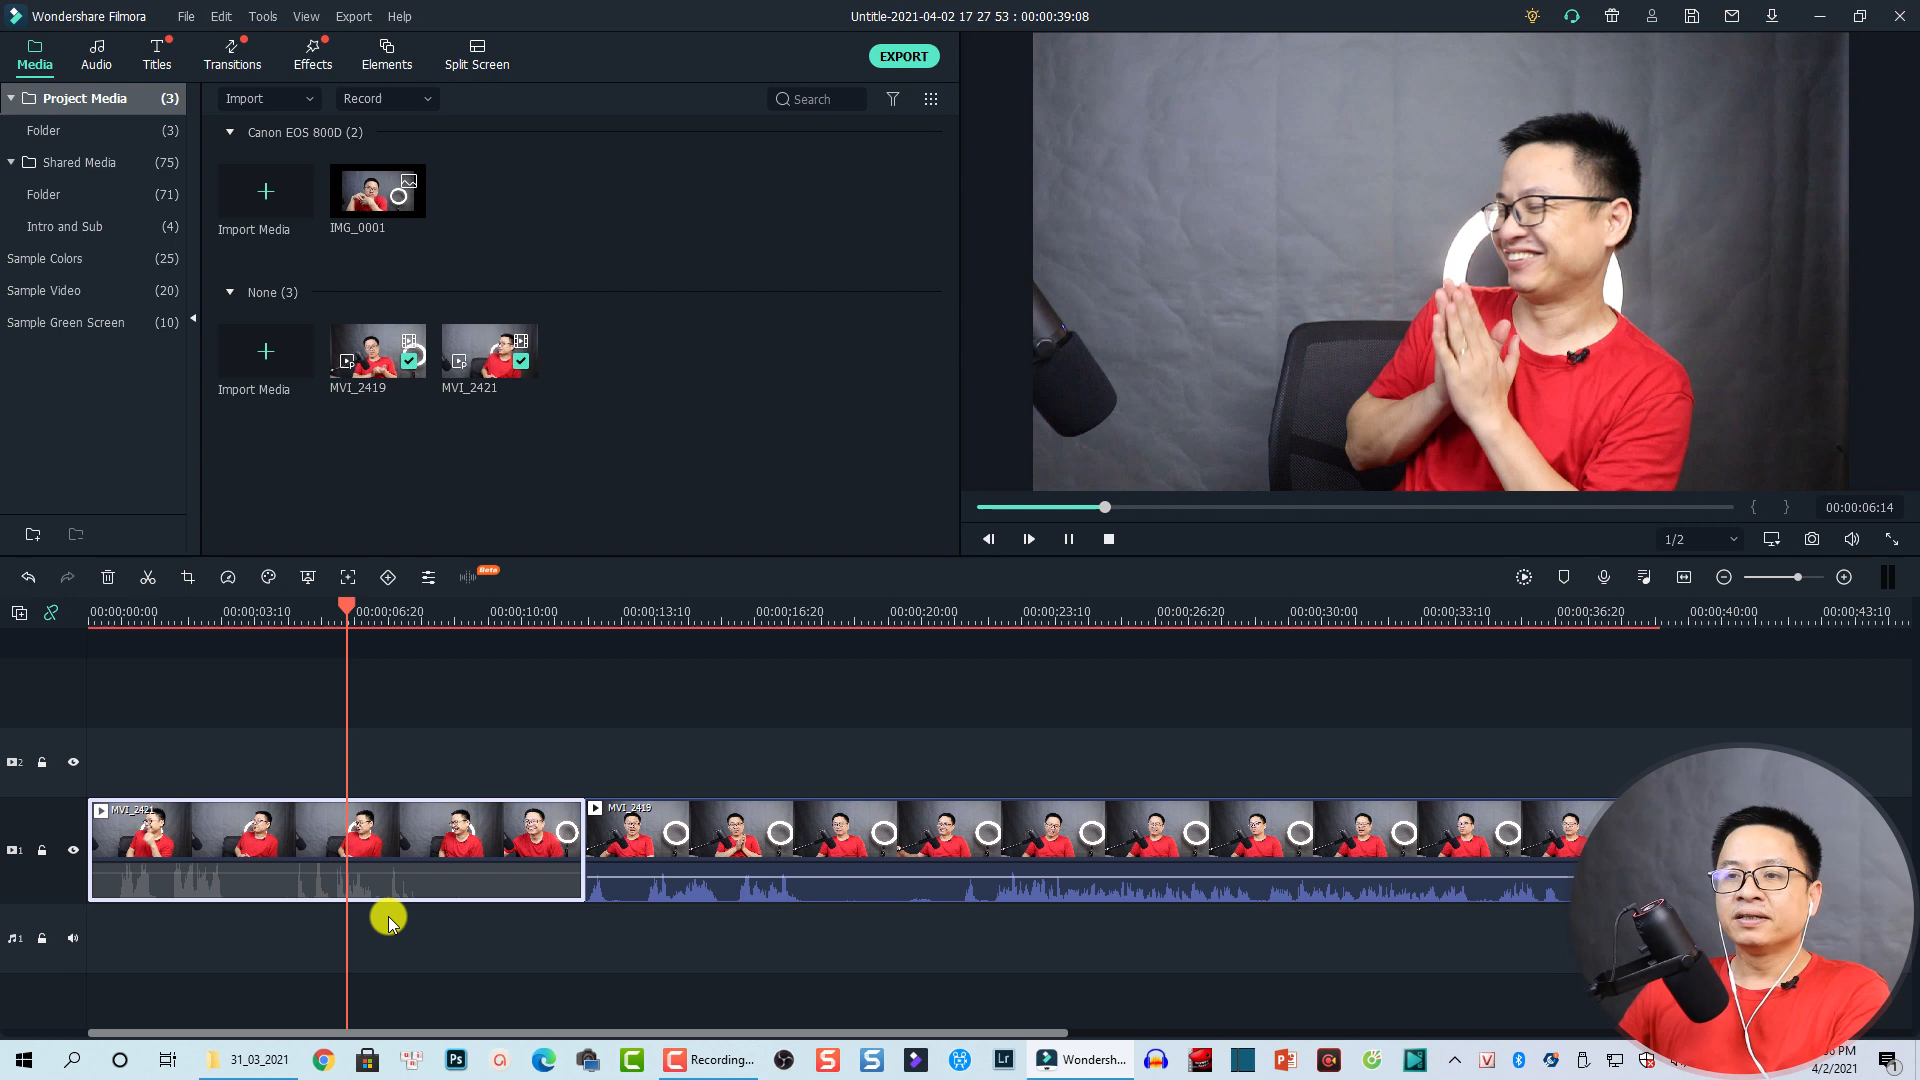 Wondershare Filmora File Edit Tools View Export Help Untitle-2021-04-02 17 27 53 : 00:00:39:08
Media Audio Titles Transitions Effects Elements Split Screen EXPORT
Project Media (3) Import Record Search
Folder (3) Canon EOS 800D (2)
Shared Media (75)
Folder (71)
Intro and Sub (4) Import Media IMG_0001
Sample Colors (25)
Sample Video (20) None (3)
Sample Green Screen (10)
Import Media MVI_2419 MVI_2421
00:00:06:14
1/2
Beta
00:00:00:00 00:00:03:10 00:00:06:20 00:00:10:00 00:00:13:10 00:00:16:20 00:00:20:00 00:00:23:10 00:00:26:20 00:00:30:00 00:00:33:10 00:00:36:20 00:00:40:00 00:00:43:10
2
MVI_2421 MVI_2419
1
1
31_03_2021 Ps Recording... Lr Wondersh...
4/2/2021